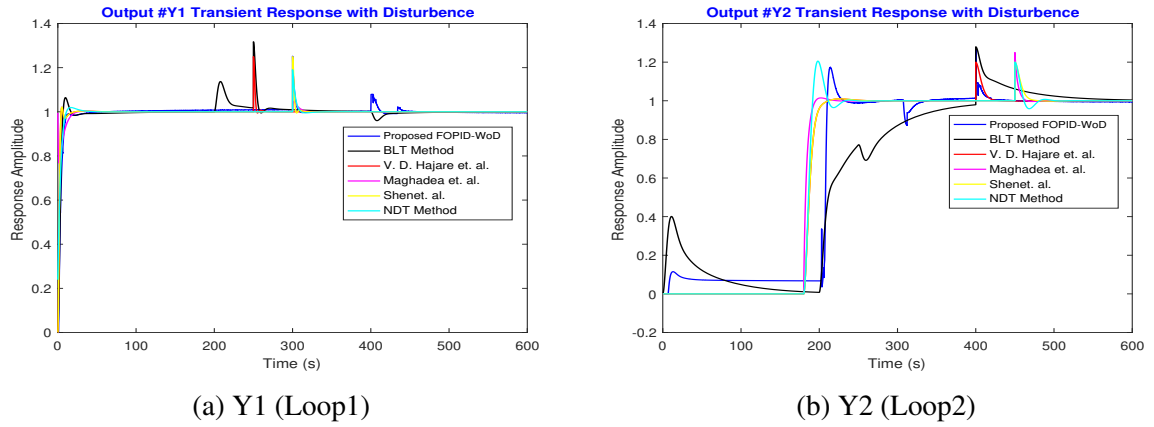 Output #Y1 Transient Response with Disturbence
Response Amplitude
1.4
1.2
1
0.8
0.6
0.4
0.2
0
0 100 200 300 400 500 600
Time (s)
Proposed FOPID-WoD
BLT Method
V. D. Hajare et. al.
Maghadea et. al.
Shenet. al.
NDT Method
(a) Y1 (Loop1)
Output #Y2 Transient Response with Disturbence
Response Amplitude
1.4
1.2
1
0.8
0.6
0.4
0.2
0
-0.2
0 100 200 300 400 500 600
Time (s)
Proposed FOPID-WoD
BLT Method
V. D. Hajare et. al.
Maghadea et. al.
Shenet. al.
NDT Method
(b) Y2 (Loop2)